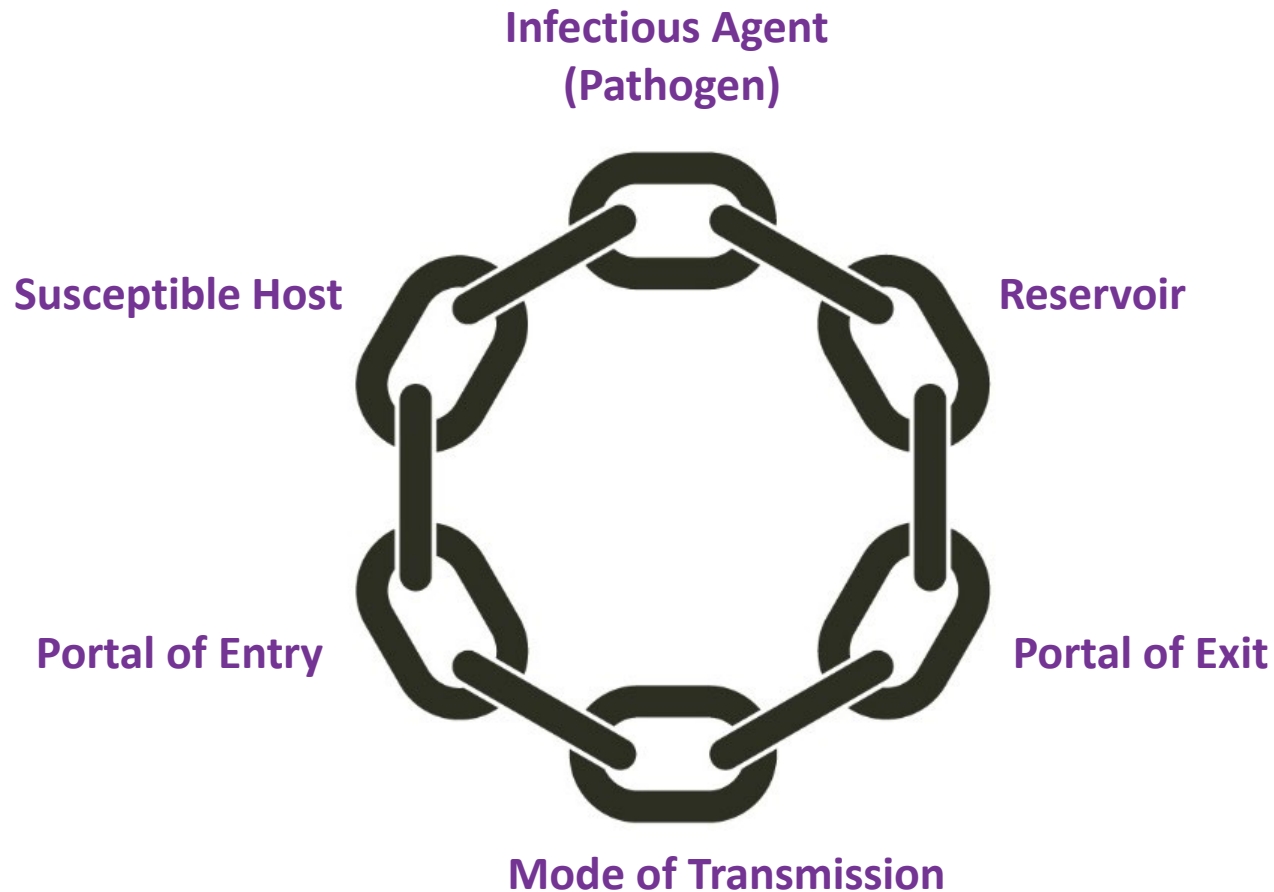 Infectious Agent
(Pathogen)
Susceptible Host
Reservoir
Portal of Entry
Portal of Exit
Mode of Transmission